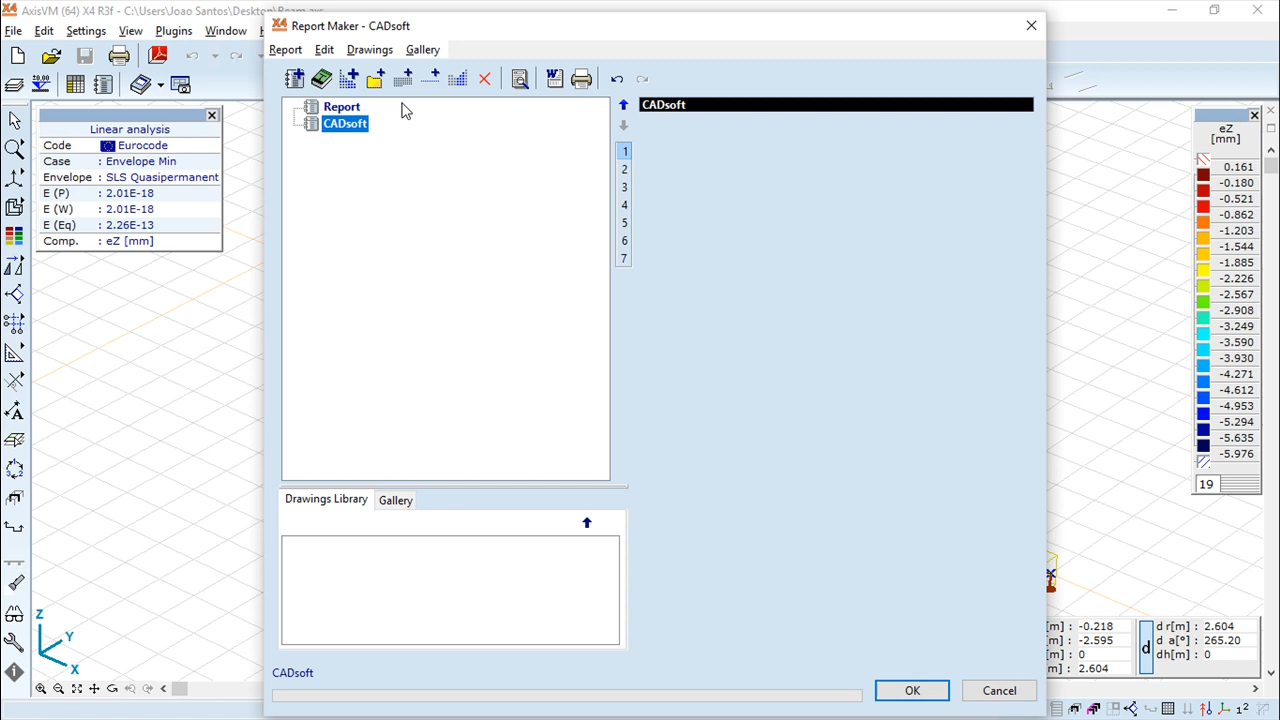 AxisVM (64) X4 R3f - C:\Users\Joao Santos\Desktop\Beam.axs
File Edit Settings View Plugins Window
Linear analysis
Code : Eurocode
Case : Envelope Min
Envelope : SLS Quasipermanent
E (P) : 2.01E-18
E (W) : 2.01E-18
E (Eq) : 2.26E-13
Comp. : eZ [mm]
Report Maker - CADsoft
Report Edit Drawings Gallery
Report
CADsoft
CADsoft
1
2
3
4
5
6
7
Drawings Library Gallery
CADsoft
OK Cancel
eZ
[mm]
0.161
-0.180
-0.521
-0.862
-1.203
-1.544
-1.885
-2.226
-2.567
-2.908
-3.249
-3.590
-3.930
-4.271
-4.612
-4.953
-5.294
-5.635
-5.976
19
Z
Y
X
[m] : -0.218 d r[m] : 2.604
[m] : -2.595 d a[°] : 265.20
[m] : 0 dh[m] : 0
[m] : 2.604
d